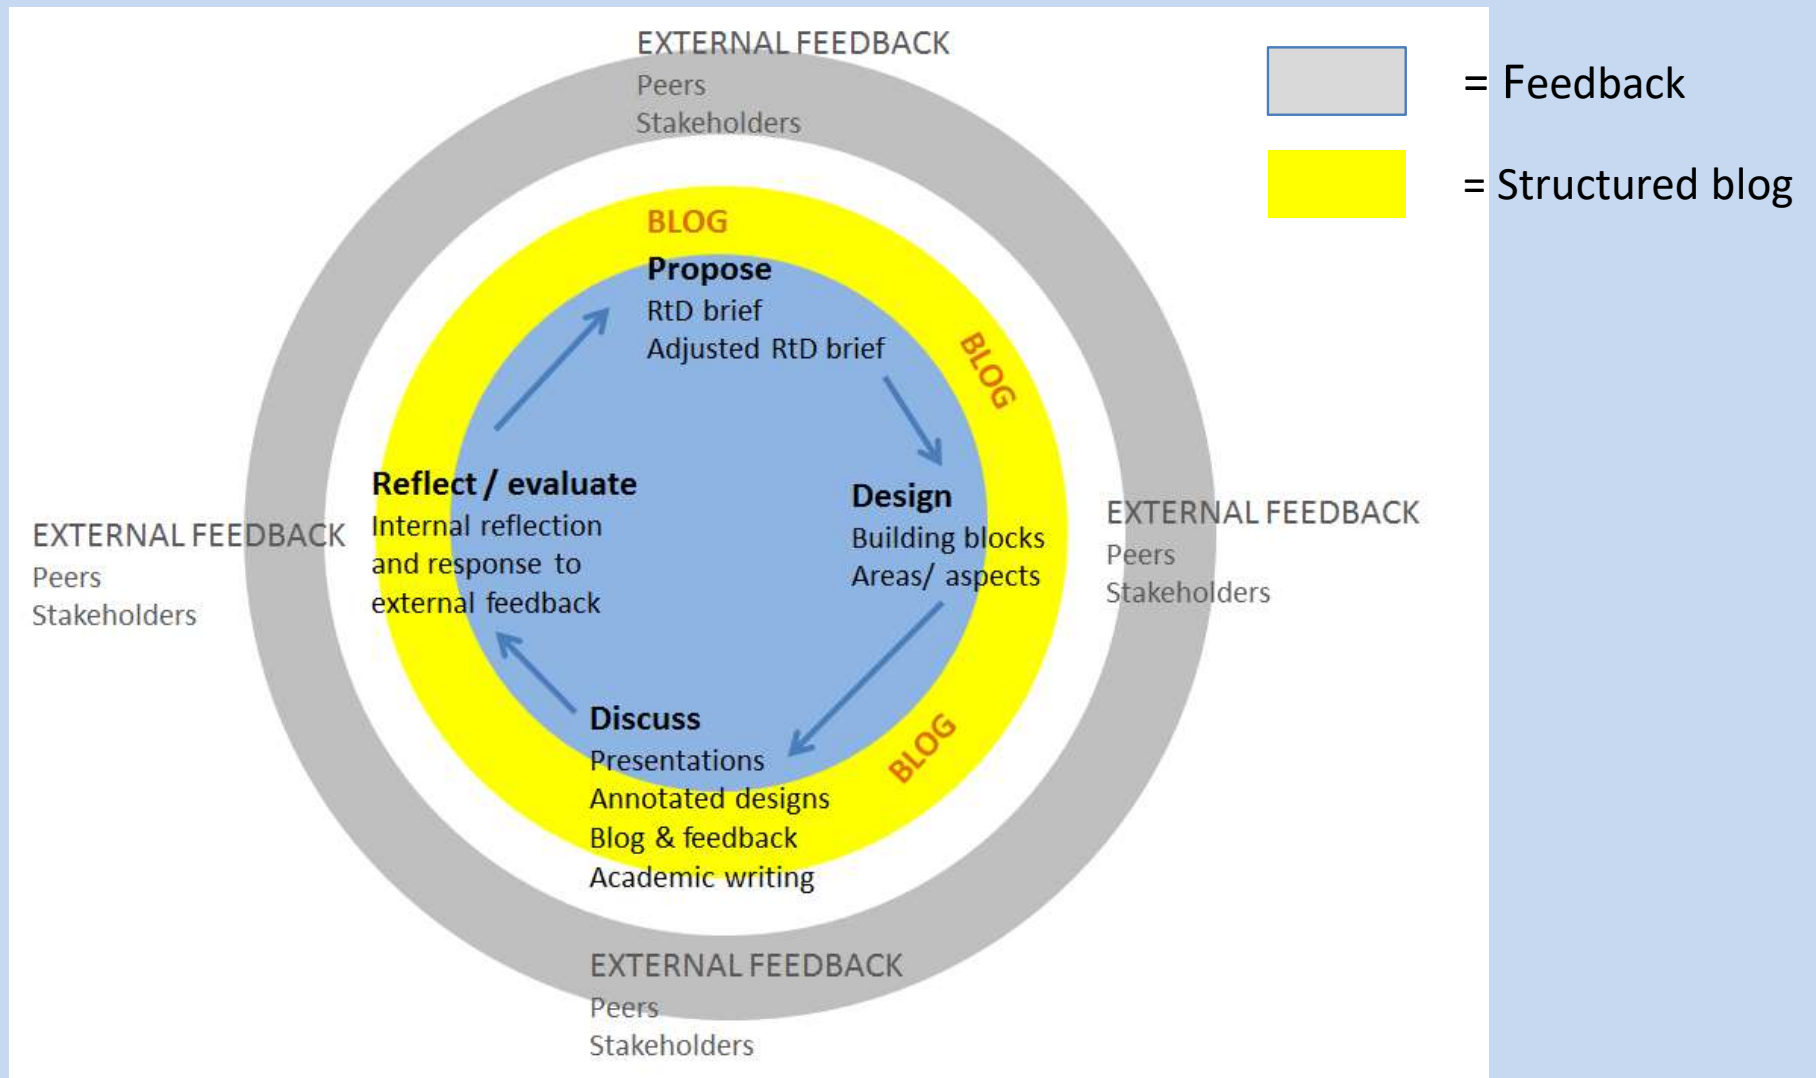 EXTERNAL FEEDBACK
Peers
Stakeholders
= Feedback
= Structured blog
BLOG
Propose
RtD brief
Adjusted RtD brief
BLOG
Reflect / evaluate
Internal reflection
and response to
external feedback
Design
Building blocks
Areas/ aspects
EXTERNAL FEEDBACK
Peers
Stakeholders
EXTERNAL FEEDBACK
Peers
Stakeholders
Discuss
Presentations
Annotated designs
Blog & feedback
Academic writing
BLOG
EXTERNAL FEEDBACK
Peers
Stakeholders